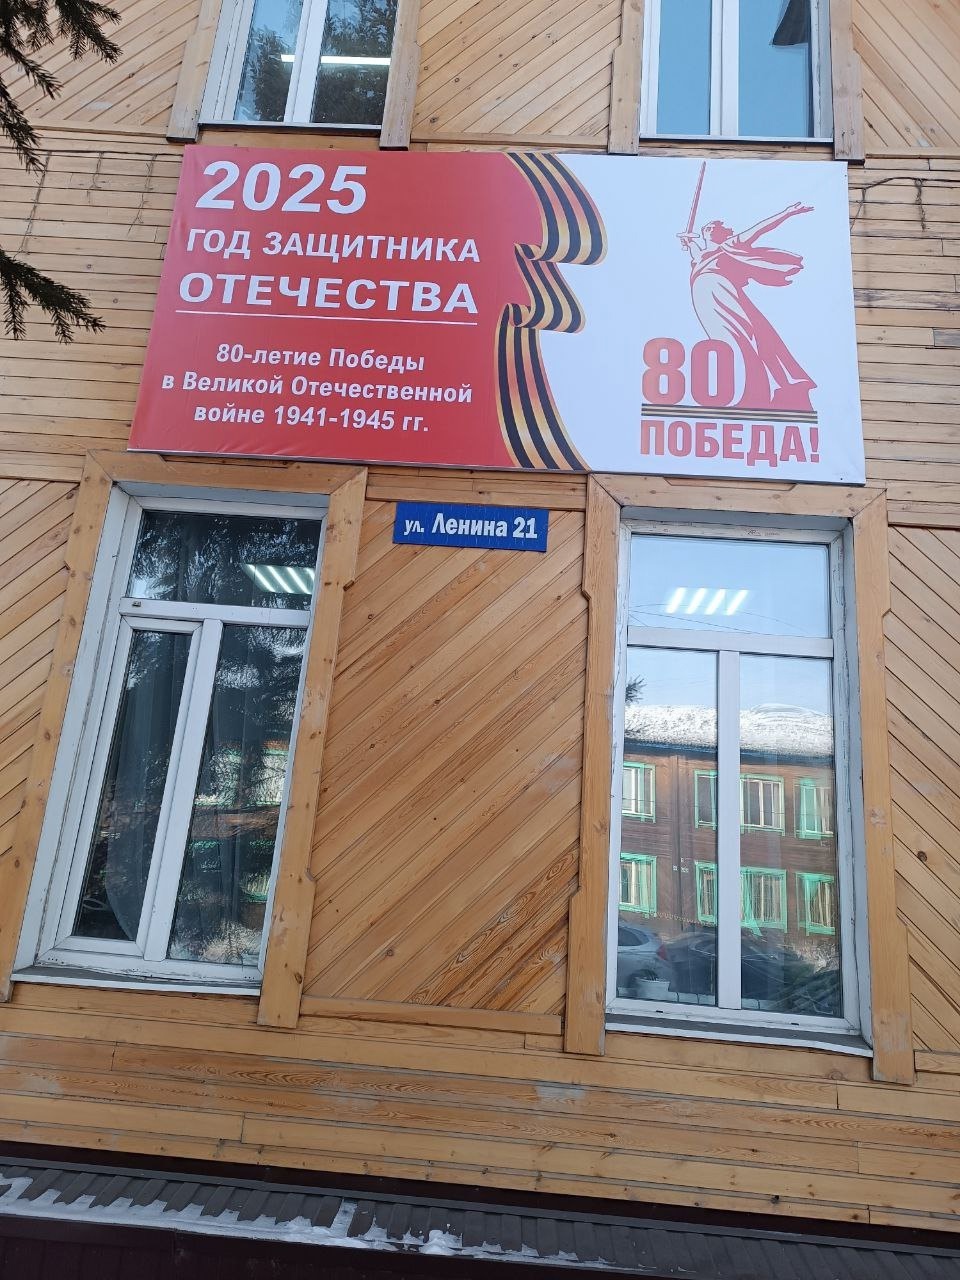 2025
ГОД ЗАЩИТНИКА
ОТЕЧЕСТВА
80-летие Победы
в Великой Отечественной
войне 1941-1945 гг.
80
ПОБЕДА!
ул. Ленина 21